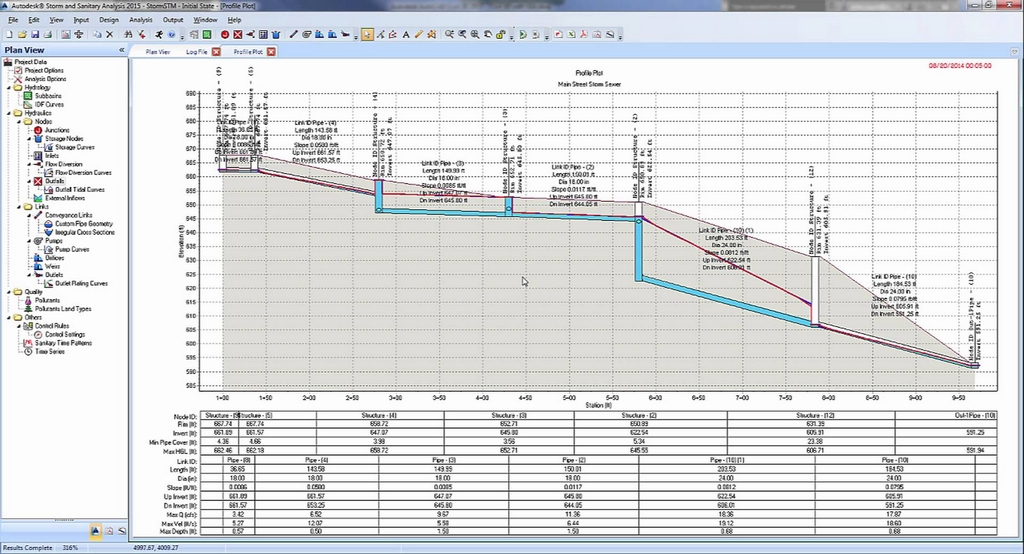 Autodesk® Storm and Sanitary Analysis 2015 - StormSTM - Initial State - [Profile Plot]
File Edit View Input Design Analysis Output Window Help
Plan View
Plan View Log File Profile Plot
Project Data
Project Options
Analysis Options
Hydrology
Subbasins
IDF Curves
Hydraulics
Nodes
Junctions
Storage Nodes
Storage Curves
Inlets
Flow Diversion
Flow Diversion Curves
Outfalls
Outfall Tidal Curves
External Inflows
Links
Conveyance Links
Custom Pipe Geometry
Irregular Cross Sections
Pumps
Pump Curve
Orifices
Weirs
Outlets
Outlet Rating Curves
Quality
Pollutants
Pollutants Land Types
Others
Control Rules
Control Settings
Sanitary Time Patterns
Time Series
08/20/2014 00:05:00
Profile Plot
Main Street Storm Sewer
Elevation (ft)
690
685
680
675
670
665
660
655
650
645
640
635
630
625
620
615
610
605
600
595
590
585
Link ID Pipe - (4)
Length 143.58 ft
Dia 18.00 in
Slope 0.0580 ft/ft
Up Invert 661.57 ft
Dn Invert 653.25 ft
Link ID Pipe - (3)
Length 149.99 ft
Dia 18.00 in
Slope 0.0085 ft/ft
Up Invert 647.07 ft
Dn Invert 645.80 ft
Link ID Pipe - (2)
Length 150.01 ft
Dia 18.00 in
Slope 0.0117 ft/ft
Up Invert 645.80 ft
Dn Invert 644.05 ft
Link ID Pipe - (10) (1)
Length 203.53 ft
Dia 24.00 in
Slope 0.0812 ft/ft
Up Invert 622.54 ft
Dn Invert 606.01 ft
Link ID Pipe - (10)
Length 184.53 ft
Dia 24.00 in
Slope 0.0795 ft/ft
Up Invert 605.91 ft
Dn Invert 591.25 ft
1+00 1+50 2+00 2+50 3+00 3+50 4+00 4+50 5+00 5+50 6+00 6+50 7+00 7+50 8+00 8+50 9+00 9+50
Station (ft)
Node ID: Structure - (5) Structure - (4) Structure - (3) Structure - (2) Structure - (12) Out-1Pipe - (10)
Rim (ft): 667.74 667.74 658.72 652.71 650.89 631.39
Invert (ft): 661.89 661.57 647.07 645.80 622.54 605.91 591.25
Min Pipe Cover (ft): 4.36 4.66 3.98 3.56 5.34 23.38
Max HGL (ft): 662.46 662.18 658.72 652.71 645.55 606.71 591.94
Link ID: Pipe - (8) Pipe - (4) Pipe - (3) Pipe - (2) Pipe - (10) (1) Pipe - (10)
Length (ft): 36.65 143.58 149.99 150.01 203.53 184.53
Dia (in): 18.00 18.00 18.00 18.00 24.00 24.00
Slope (ft/ft): 0.0086 0.0580 0.0085 0.0117 0.0812 0.0795
Up Invert (ft): 661.89 661.57 647.07 645.80 622.54 605.91
Dn Invert (ft): 661.57 653.25 645.80 644.05 606.01 591.25
Max Q (cfs): 3.42 6.52 9.67 11.36 18.36 17.87
Max Vel (ft/s): 5.27 12.07 5.58 6.44 19.12 18.60
Max Depth (ft): 0.57 0.50 1.50 1.50 0.88 0.68
Results Complete 316% 4997.67, 4009.27